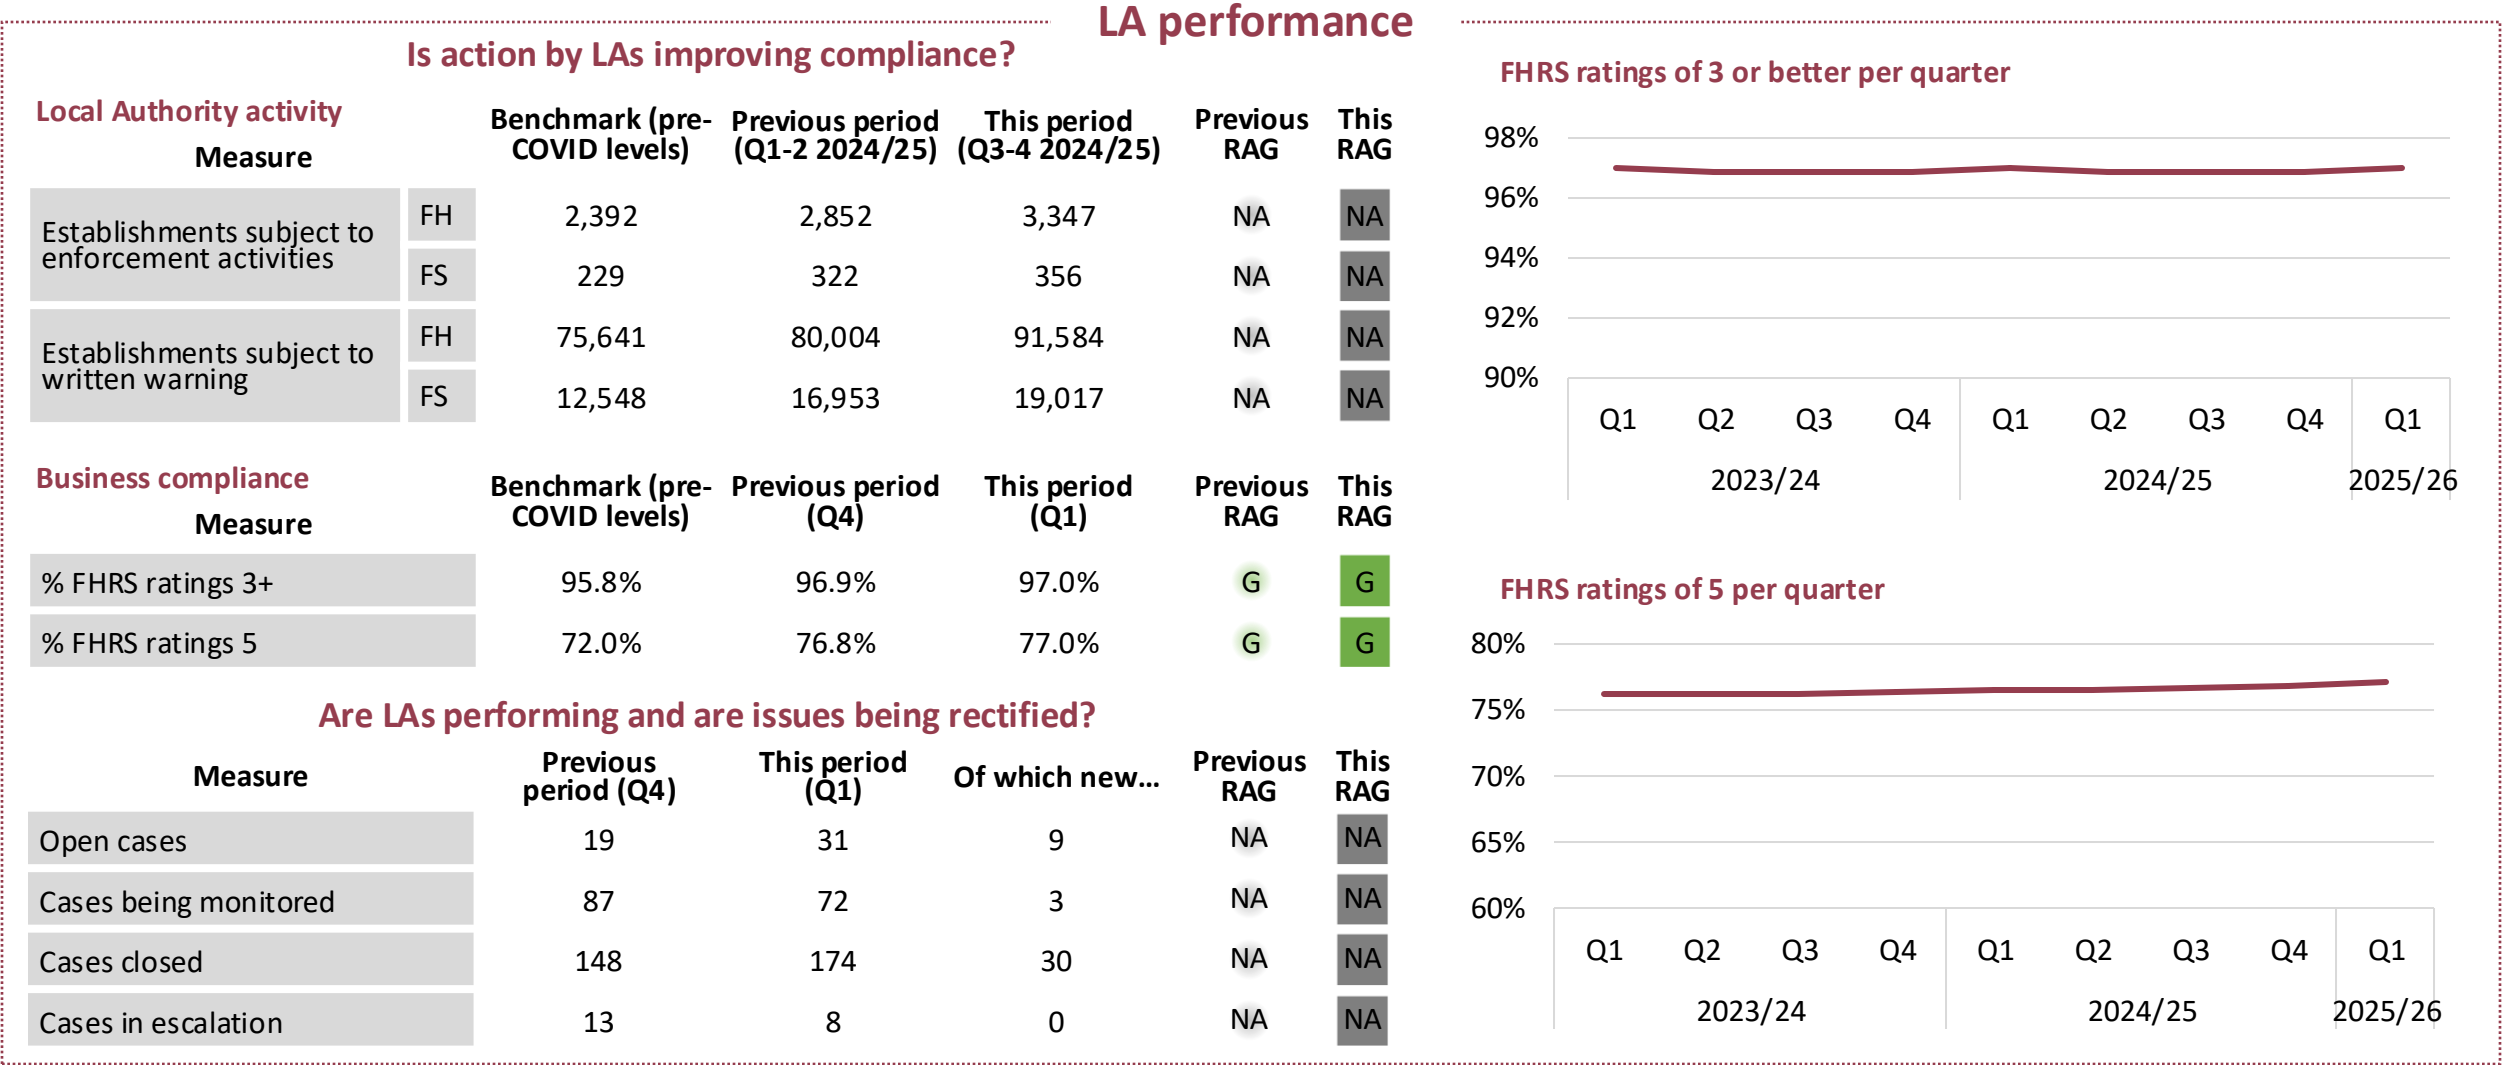 LA performance
Is action by LAs improving compliance?
Local Authority activity
Measure
Benchmark (pre-
COVID levels)
Previous period
(Q1-2 2024/25)
This period
(Q3-4 2024/25)
Previous
RAG
This
RAG
Establishments subject to
enforcement activities
FH 2,392 2,852 3,347 NA NA
FS 229 322 356 NA NA
Establishments subject to
written warning
FH 75,641 80,004 91,584 NA NA
FS 12,548 16,953 19,017 NA NA
Business compliance
Measure
Benchmark (pre-
COVID levels)
Previous period
(Q4)
This period
(Q1)
Previous
RAG
This
RAG
% FHRS ratings 3+ 95.8% 96.9% 97.0% G G
% FHRS ratings 5 72.0% 76.8% 77.0% G G
Are LAs performing and are issues being rectified?
Measure
Previous
period (Q4)
This period
(Q1)
Of which new...
Previous
RAG
This
RAG
Open cases 19 31 9 NA NA
Cases being monitored 87 72 3 NA NA
Cases closed 148 174 30 NA NA
Cases in escalation 13 8 0 NA NA
FHRS ratings of 3 or better per quarter
98%
96%
94%
92%
90%
Q1 Q2 Q3 Q4 Q1 Q2 Q3 Q4 Q1
2023/24 2024/25 2025/26
FHRS ratings of 5 per quarter
80%
75%
70%
65%
60%
Q1 Q2 Q3 Q4 Q1 Q2 Q3 Q4 Q1
2023/24 2024/25 2025/26